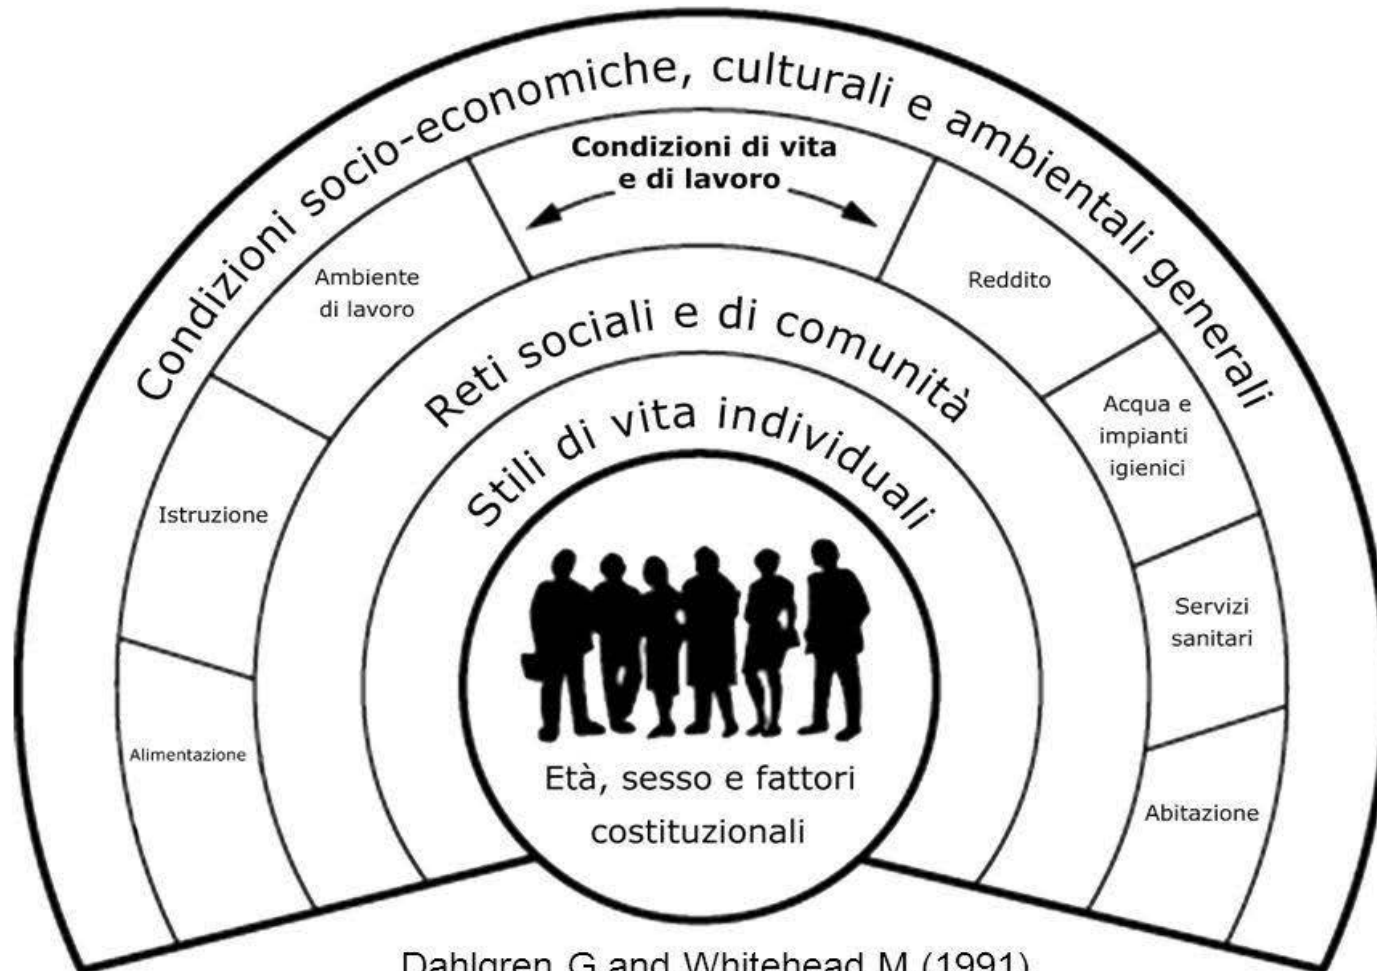 Condizioni socio-economiche, culturali e ambientali generali
Condizioni di vita
e di lavoro
Ambiente
di lavoro
Reddito
Istruzione
Acqua e
impianti
igienici
Alimentazione
Servizi
sanitari
Abitazione
Reti sociali e di comunità
Stili di vita individuali
Età, sesso e fattori
costituzionali
Dahlgren G and Whitehead M (1991)